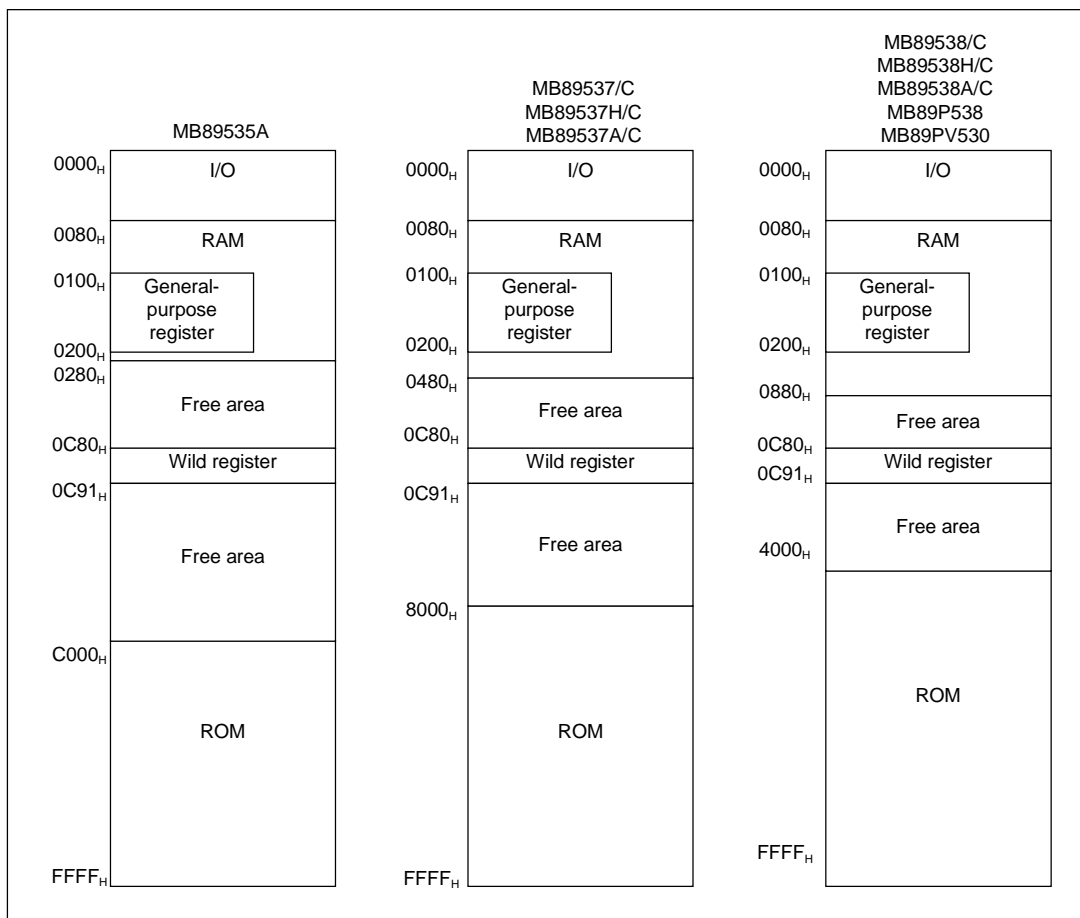 MB89535A
0000H
I/O
0080H
RAM
0100H
General-
purpose
register
0200H
0280H
Free area
0C80H
Wild register
0C91H
Free area
C000H
ROM
FFFFH
MB89537/C
MB89537H/C
MB89537A/C
0000H
I/O
0080H
RAM
0100H
General-
purpose
register
0200H
0480H
Free area
0C80H
Wild register
0C91H
Free area
8000H
ROM
FFFFH
MB89538/C
MB89538H/C
MB89538A/C
MB89P538
MB89PV530
0000H
I/O
0080H
RAM
0100H
General-
purpose
register
0200H
0880H
Free area
0C80H
Wild register
0C91H
Free area
4000H
ROM
FFFFH